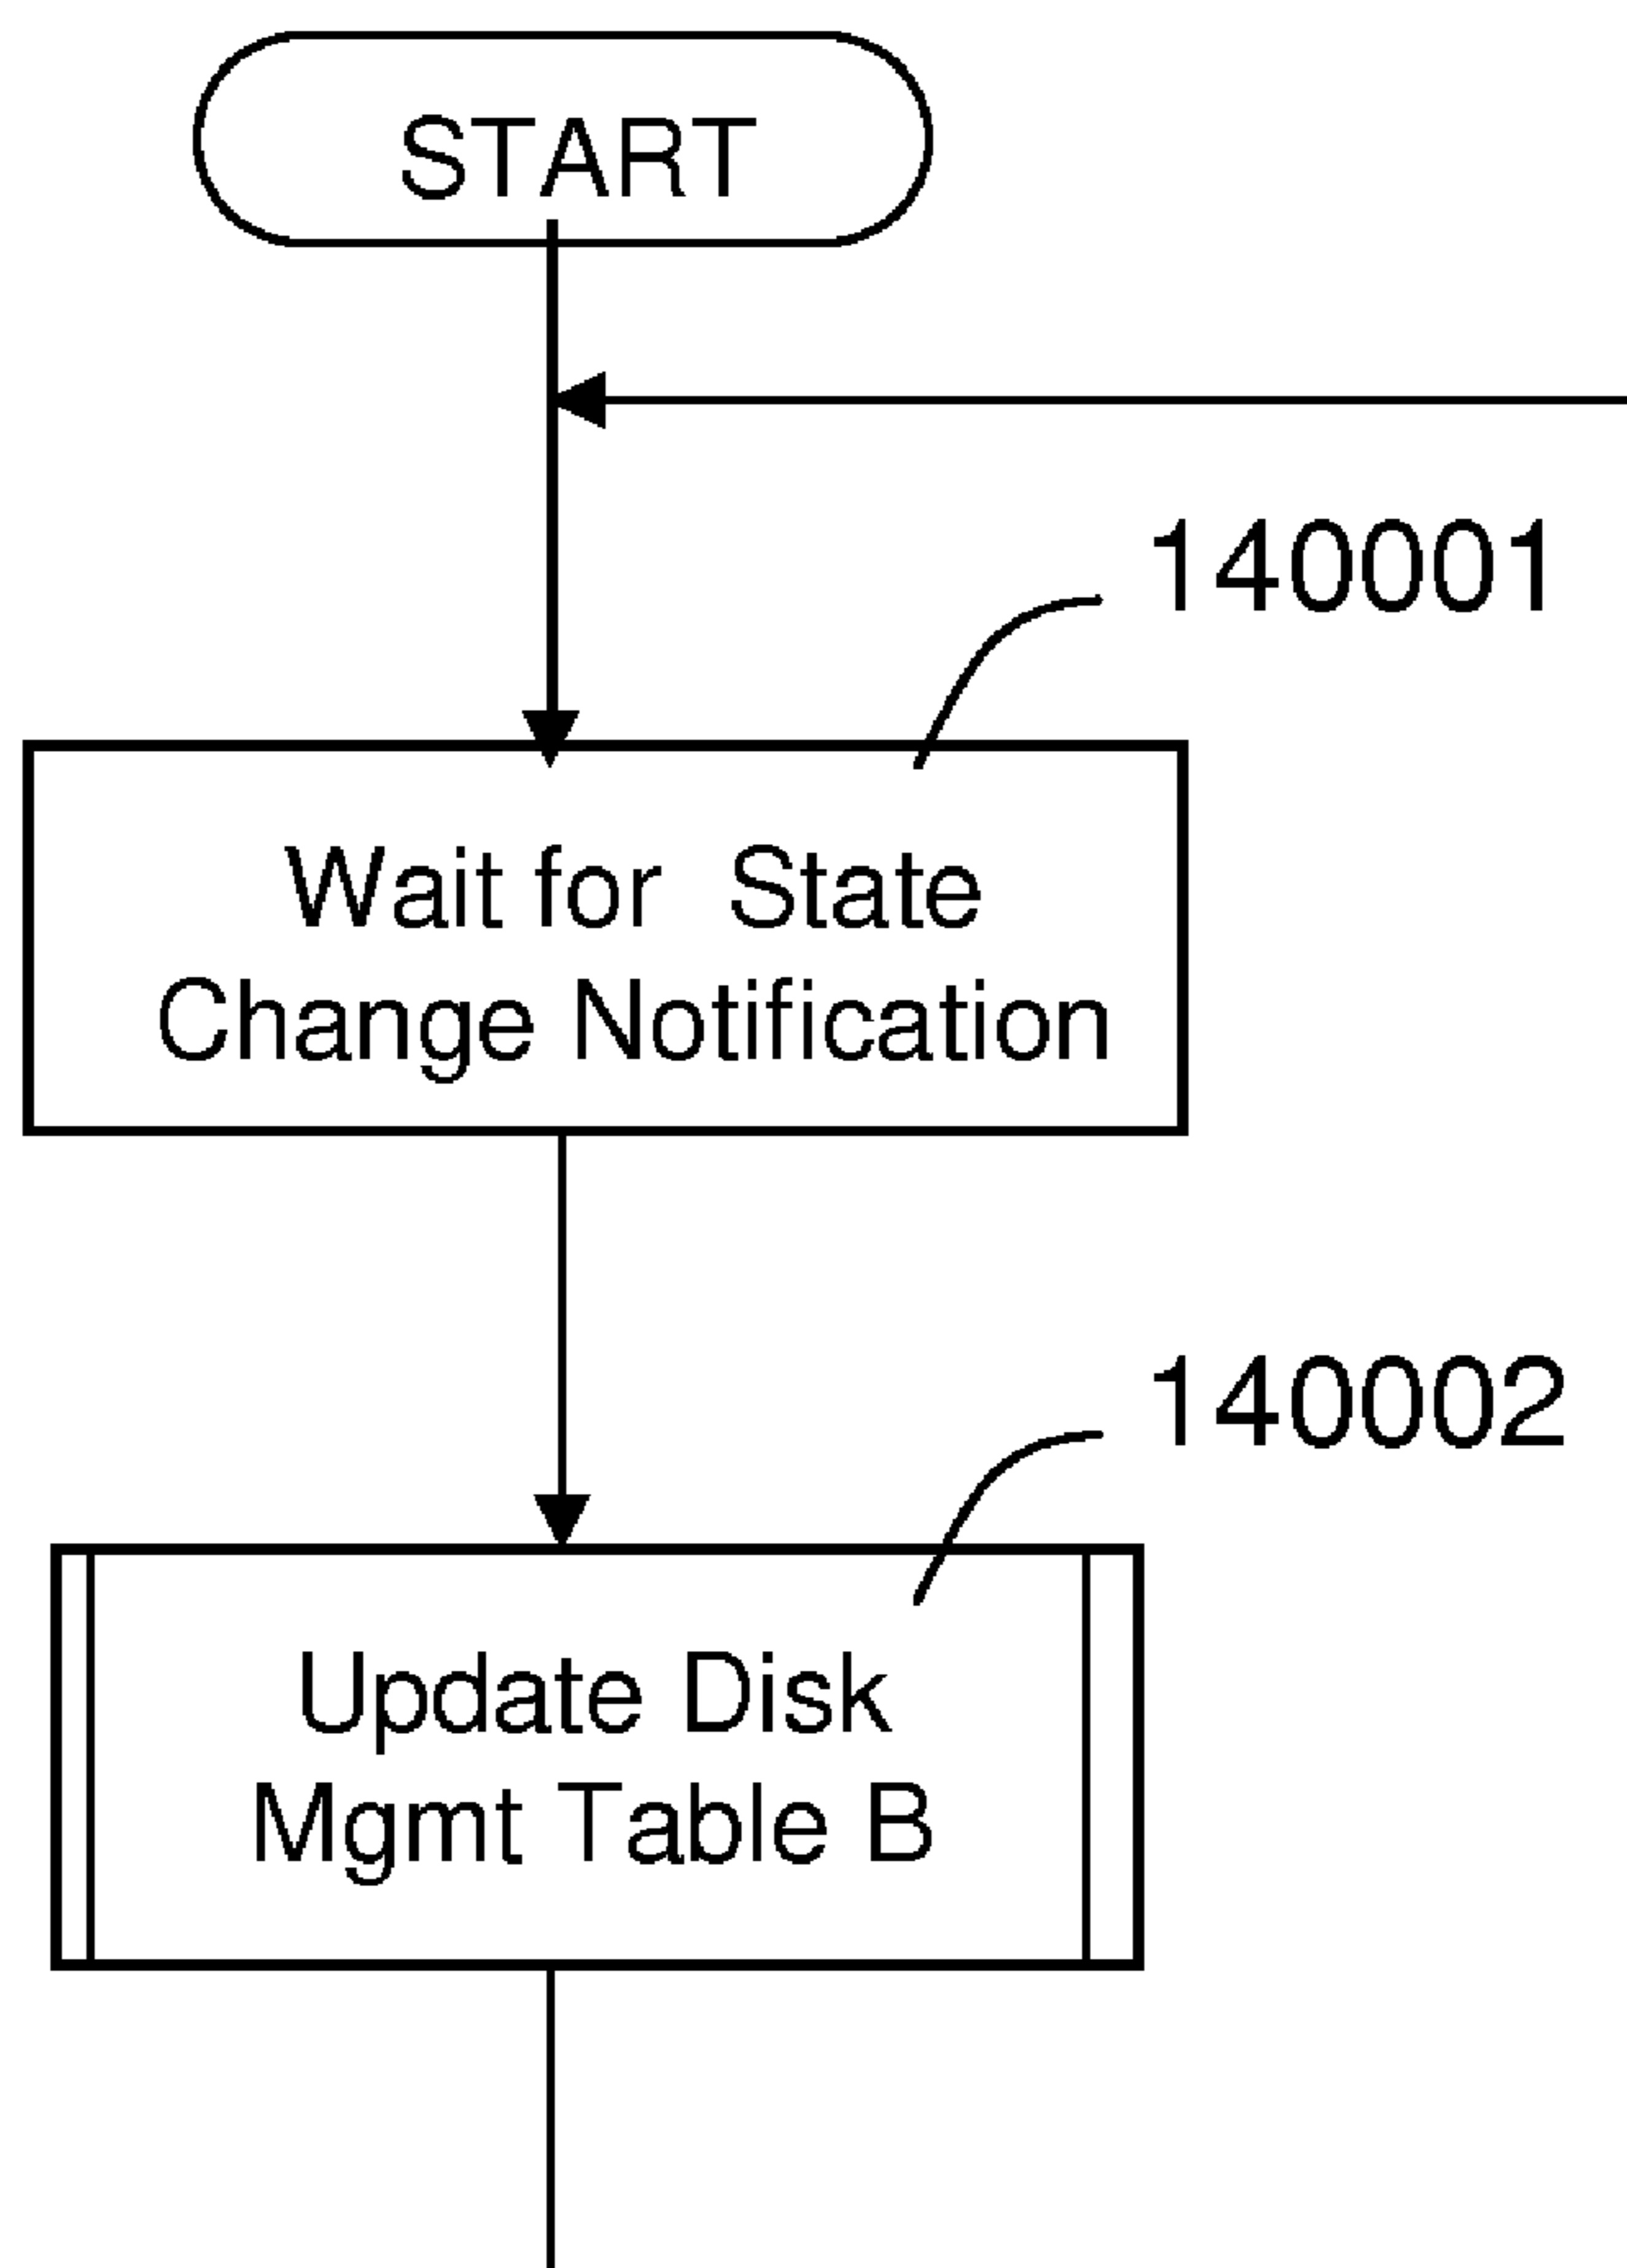 START
140001
Wait for State
Change Notification
140002
Update Disk
Mgmt Table B